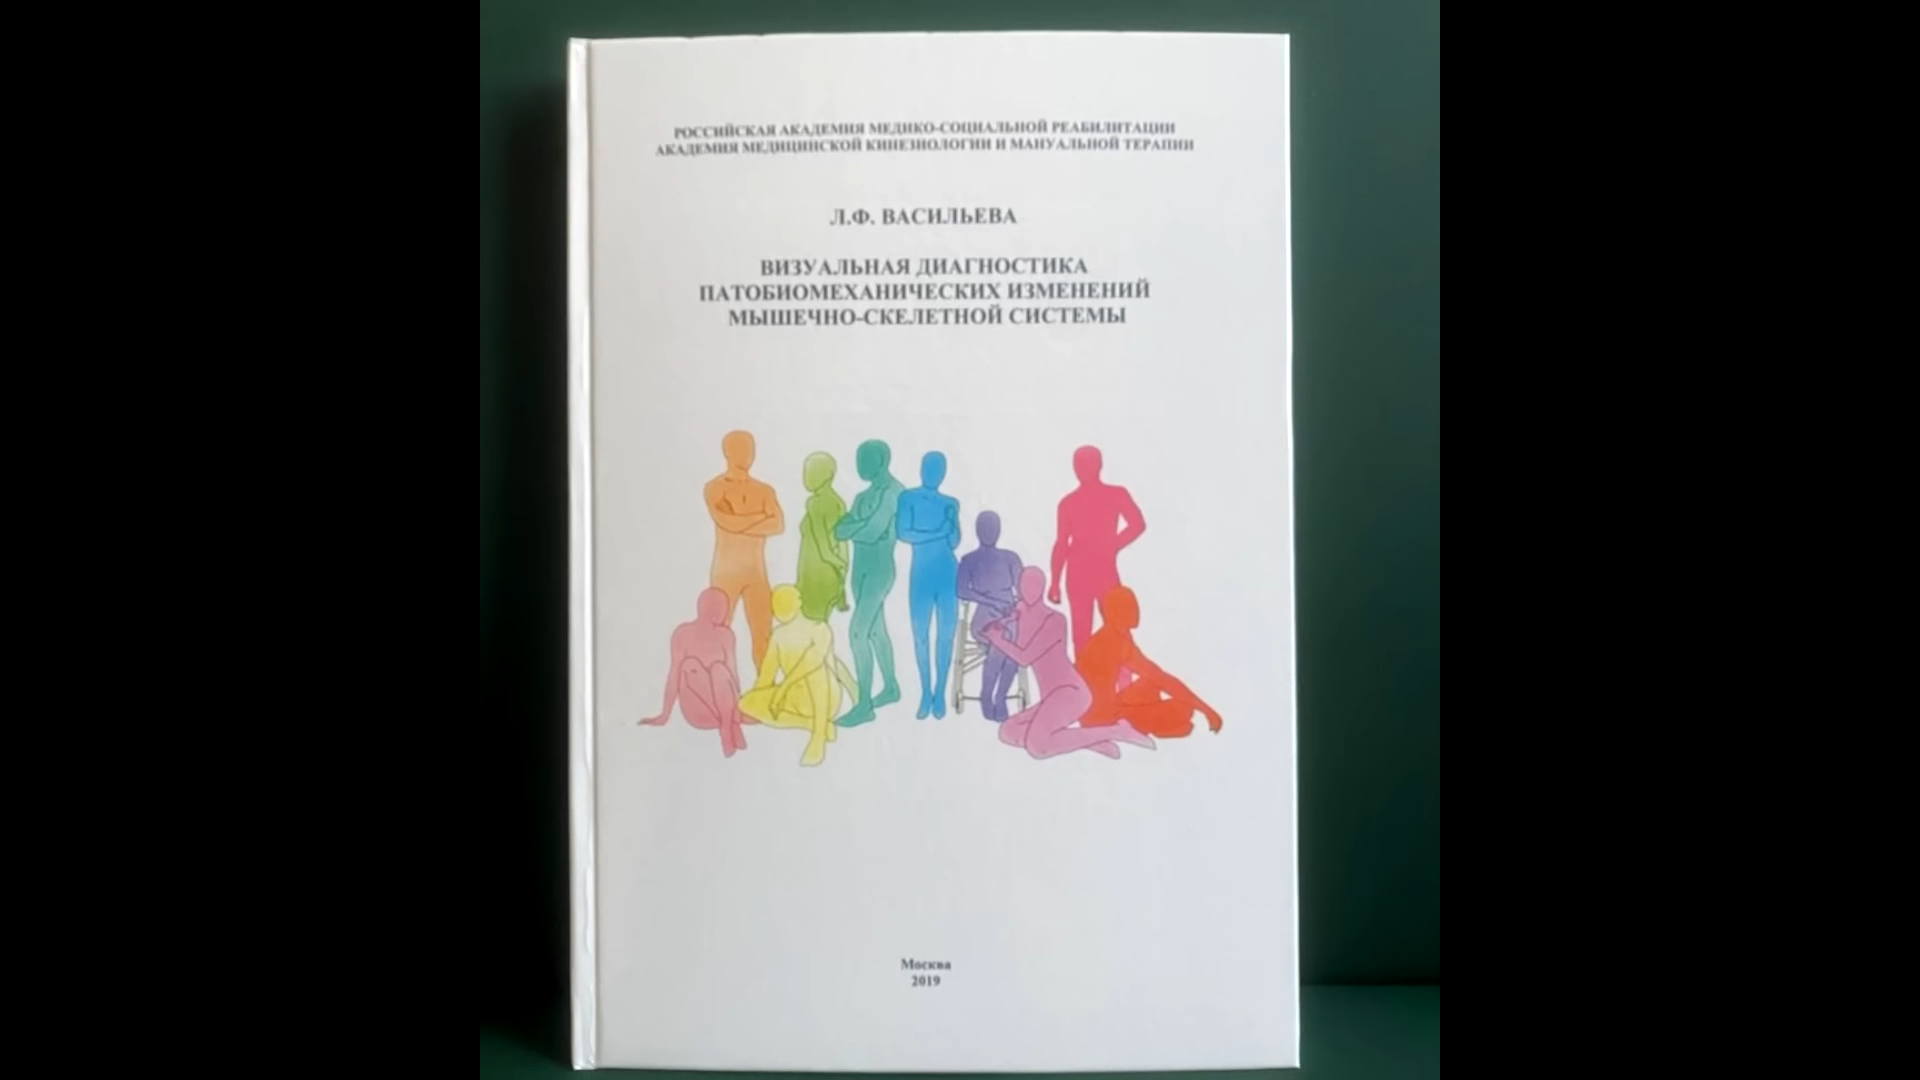 РОССИЙСКАЯ АКАДЕМИЯ МЕДИКО-СОЦИАЛЬНОЙ РЕАБИЛИТАЦИИ
АКАДЕМИЯ МЕДИЦИНСКОЙ КИНЕЗИОЛОГИИ И МАНУАЛЬНОЙ ТЕРАПИИ
Л.Ф. ВАСИЛЬЕВА
ВИЗУАЛЬНАЯ ДИАГНОСТИКА
ПАТОБИОМЕХАНИЧЕСКИХ ИЗМЕНЕНИЙ
МЫШЕЧНО-СКЕЛЕТНОЙ СИСТЕМЫ
Москва
2019